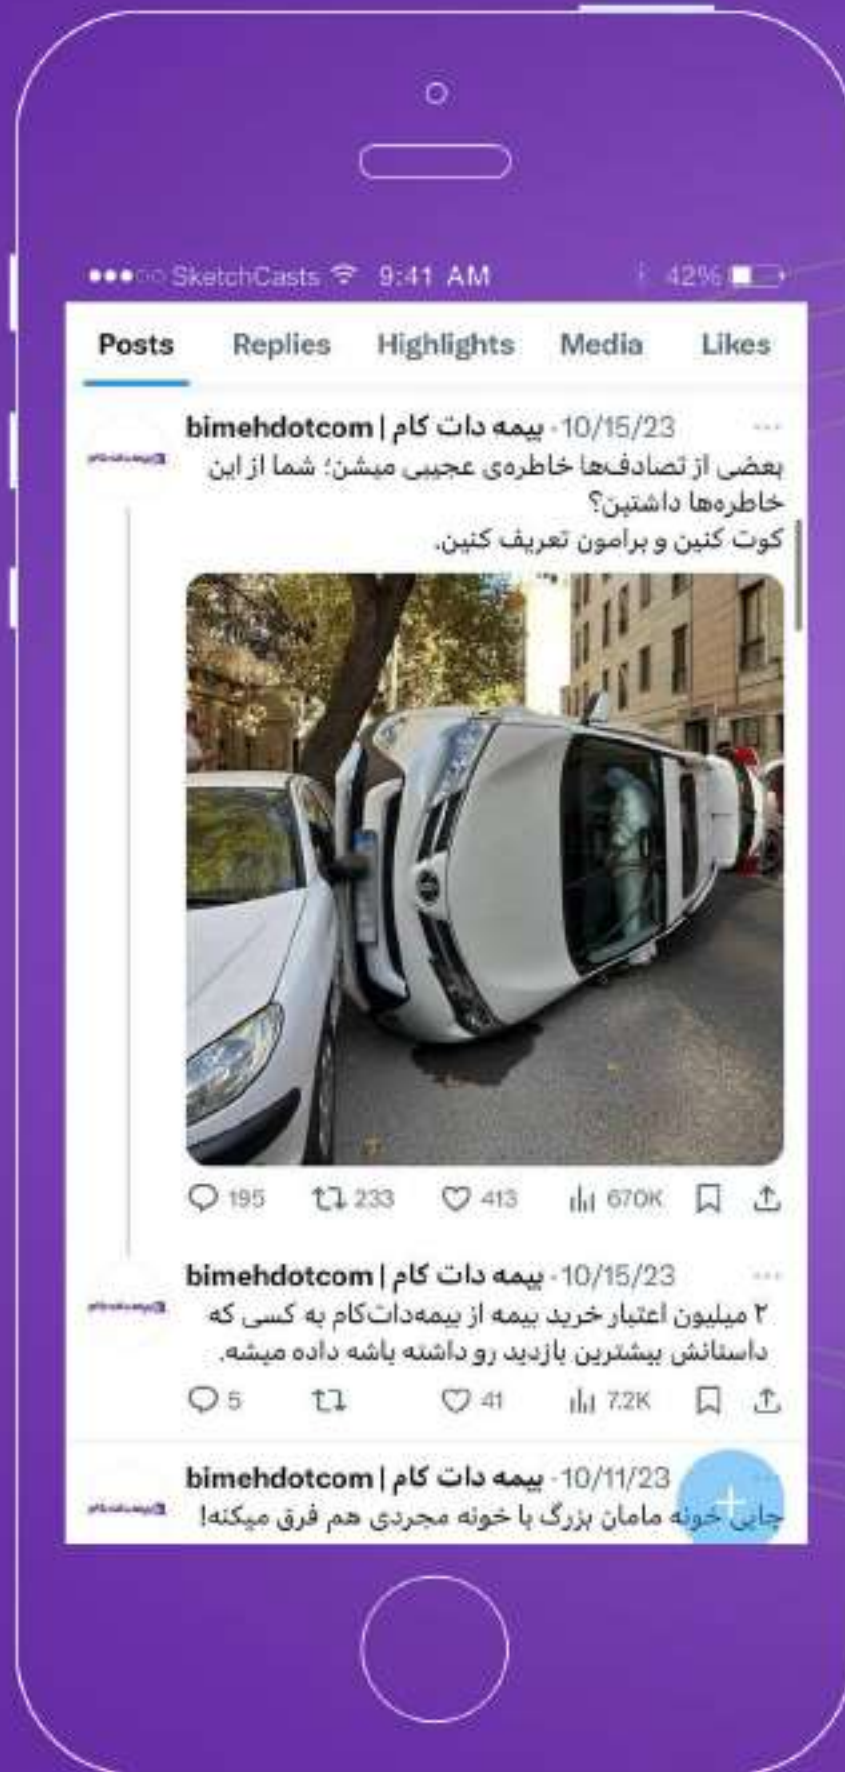 SketchCasts 9:41 AM 42%
Posts Replies Highlights Media Likes
بیمه دات کام | bimehdotcom · 10/15/23
بعضی از تصادف‌ها خاطره‌ی عجیبی میشن؛ شما از این
خاطره‌ها داشتین؟
کوت کنین و برامون تعریف کنین.
195 233 413 670K
بیمه دات کام | bimehdotcom · 10/15/23
۲ میلیون اعتبار خرید بیمه از بیمه‌دات‌کام به کسی که
داستانش بیشترین بازدید رو داشته باشه داده میشه.
5 41 7.2K
بیمه دات کام | bimehdotcom · 10/11/23
چایی خونه مامان بزرگ با خونه مجردی هم فرق میکنه!